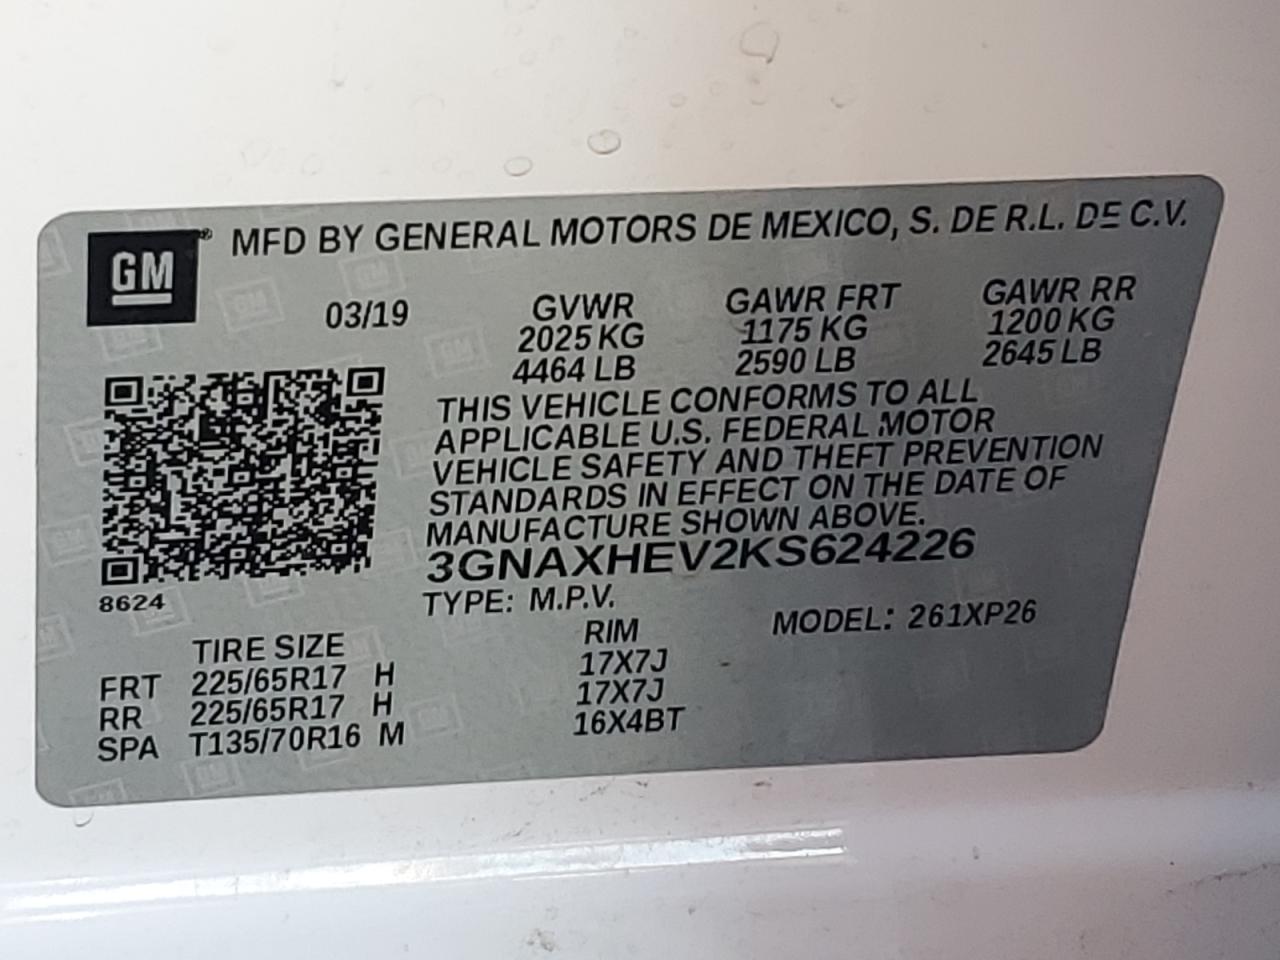 GM® MFD BY GENERAL MOTORS DE MEXICO, S. DE R.L. DE C.V.
03/19 GVWR GAWR FRT GAWR RR
2025 KG 1175 KG 1200 KG
4464 LB 2590 LB 2645 LB
THIS VEHICLE CONFORMS TO ALL
APPLICABLE U.S. FEDERAL MOTOR
VEHICLE SAFETY AND THEFT PREVENTION
STANDARDS IN EFFECT ON THE DATE OF
MANUFACTURE SHOWN ABOVE.
3GNAXHEV2KS624226
8624 TYPE: M.P.V. MODEL: 261XP26
TIRE SIZE RIM
FRT 225/65R17 H 17X7J
RR 225/65R17 H 17X7J
SPA T135/70R16 M 16X4BT